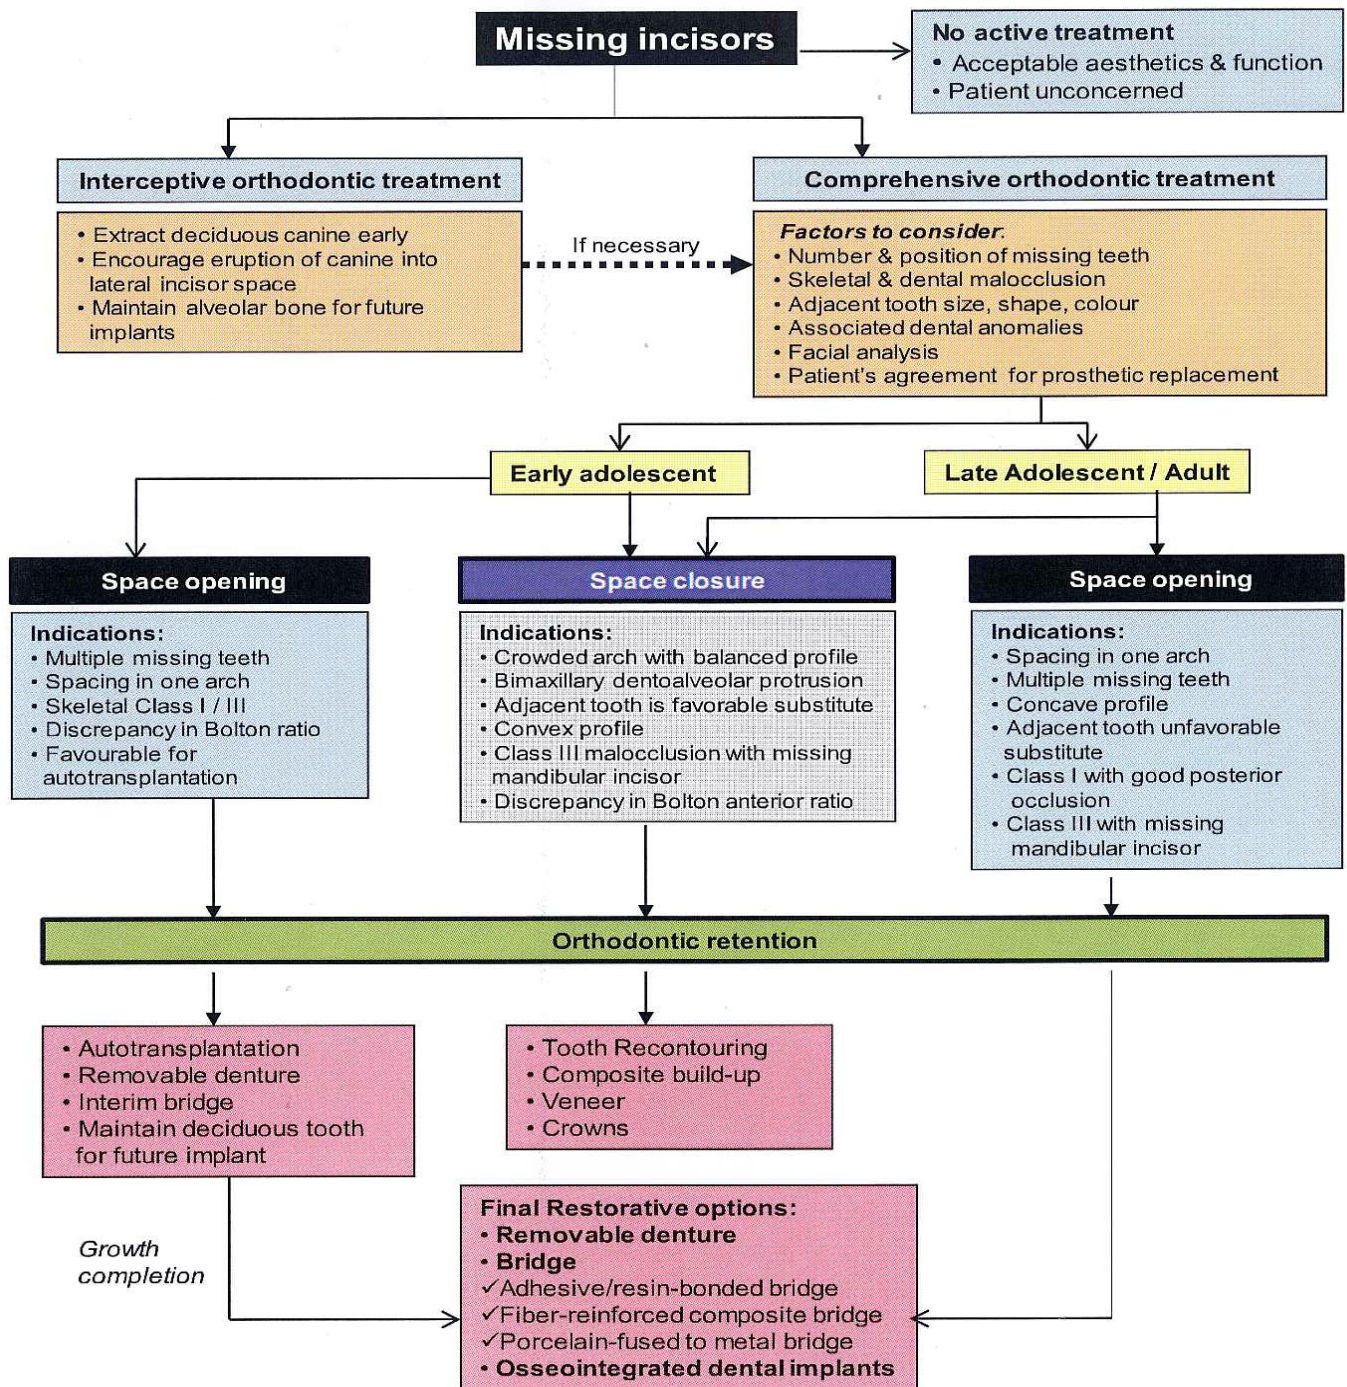 Missing incisors
No active treatment
• Acceptable aesthetics & function
• Patient unconcerned
Interceptive orthodontic treatment
• Extract deciduous canine early
• Encourage eruption of canine into
lateral incisor space
• Maintain alveolar bone for future
implants
If necessary
Comprehensive orthodontic treatment
Factors to consider:
• Number & position of missing teeth
• Skeletal & dental malocclusion
• Adjacent tooth size, shape, colour
• Associated dental anomalies
• Facial analysis
• Patient's agreement for prosthetic replacement
Early adolescent
Late Adolescent / Adult
Space opening
Indications:
• Multiple missing teeth
• Spacing in one arch
• Skeletal Class I / III
• Discrepancy in Bolton ratio
• Favourable for
autotransplantation
Space closure
Indications:
• Crowded arch with balanced profile
• Bimaxillary dentoalveolar protrusion
• Adjacent tooth is favorable substitute
• Convex profile
• Class III malocclusion with missing
mandibular incisor
• Discrepancy in Bolton anterior ratio
Space opening
Indications:
• Spacing in one arch
• Multiple missing teeth
• Concave profile
• Adjacent tooth unfavorable
substitute
• Class I with good posterior
occlusion
• Class III with missing
mandibular incisor
Orthodontic retention
• Autotransplantation
• Removable denture
• Interim bridge
• Maintain deciduous tooth
for future implant
• Tooth Recontouring
• Composite build-up
• Veneer
• Crowns
Growth
completion
Final Restorative options:
• Removable denture
• Bridge
✓Adhesive/resin-bonded bridge
✓Fiber-reinforced composite bridge
✓Porcelain-fused to metal bridge
• Osseointegrated dental implants